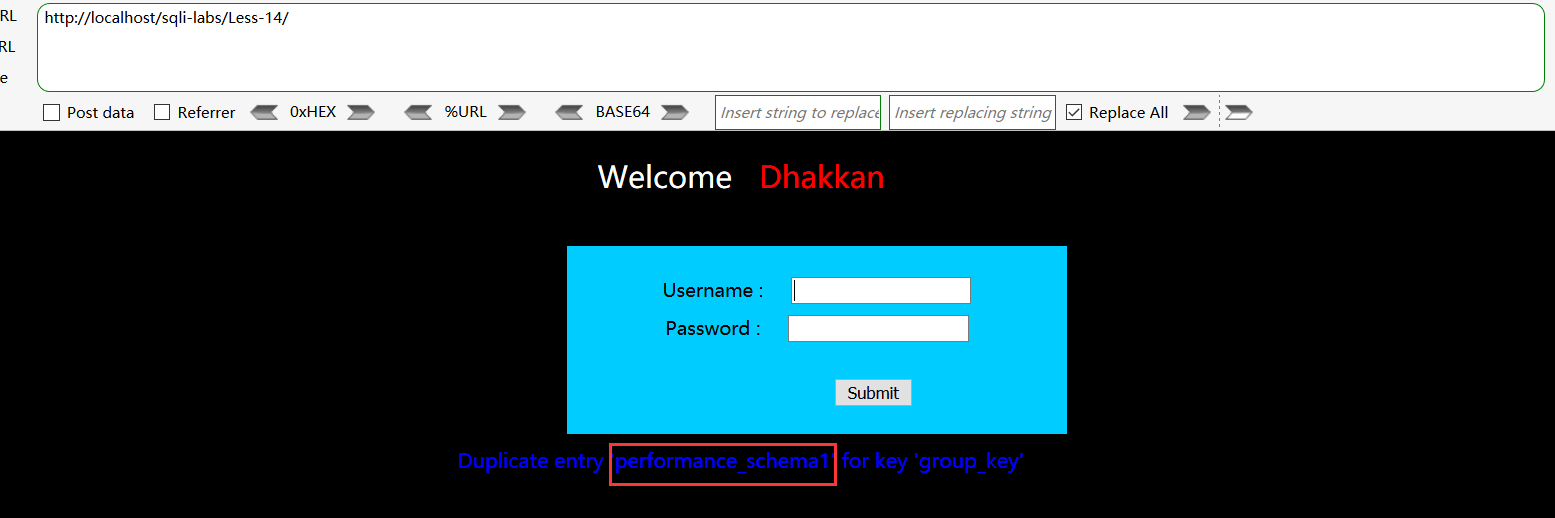 RL
http://localhost/sqli-labs/Less-14/
RL
e
Post data Referrer 0xHEX %URL BASE64 Insert string to replace Insert replacing string Replace All
Welcome Dhakkan
Username :
Password :
Submit
Duplicate entry 'performance_schema1' for key 'group_key'